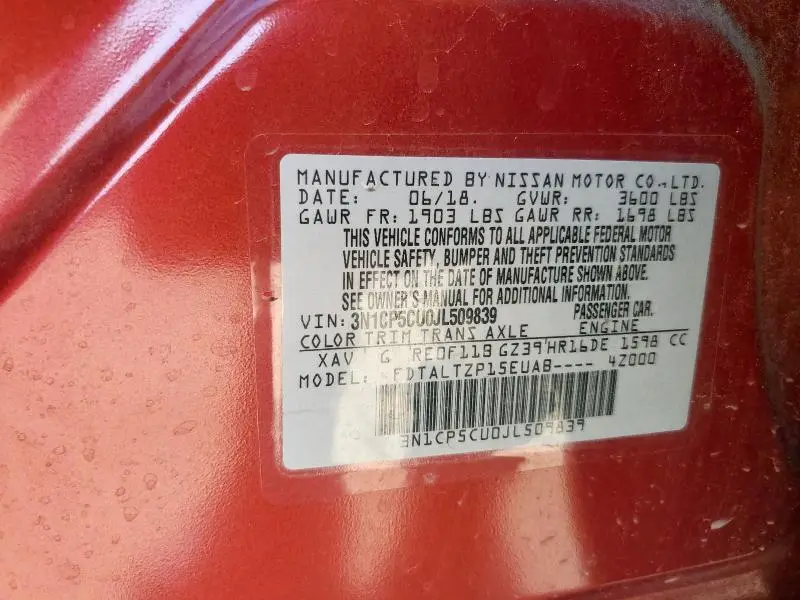 MANUFACTURED BY NISSAN MOTOR CO., LTD.
DATE: 06/18. GVWR: 3600 LBS
GAWR FR: 1903 LBS GAWR RR: 1698 LBS
THIS VEHICLE CONFORMS TO ALL APPLICABLE FEDERAL MOTOR
VEHICLE SAFETY, BUMPER AND THEFT PREVENTION STANDARDS
IN EFFECT ON THE DATE OF MANUFACTURE SHOWN ABOVE.
SEE OWNER'S MANUAL FOR ADDITIONAL INFORMATION.
VIN: 3N1CP5CU0JL509839 PASSENGER CAR.
COLOR TRIM TRANS AXLE ENGINE
XAV G RE0F11B GZ39 HR16DE 1598 CC
MODEL: FDTALTZP15EUAB---- 42000
3N1CP5CU0JL509839